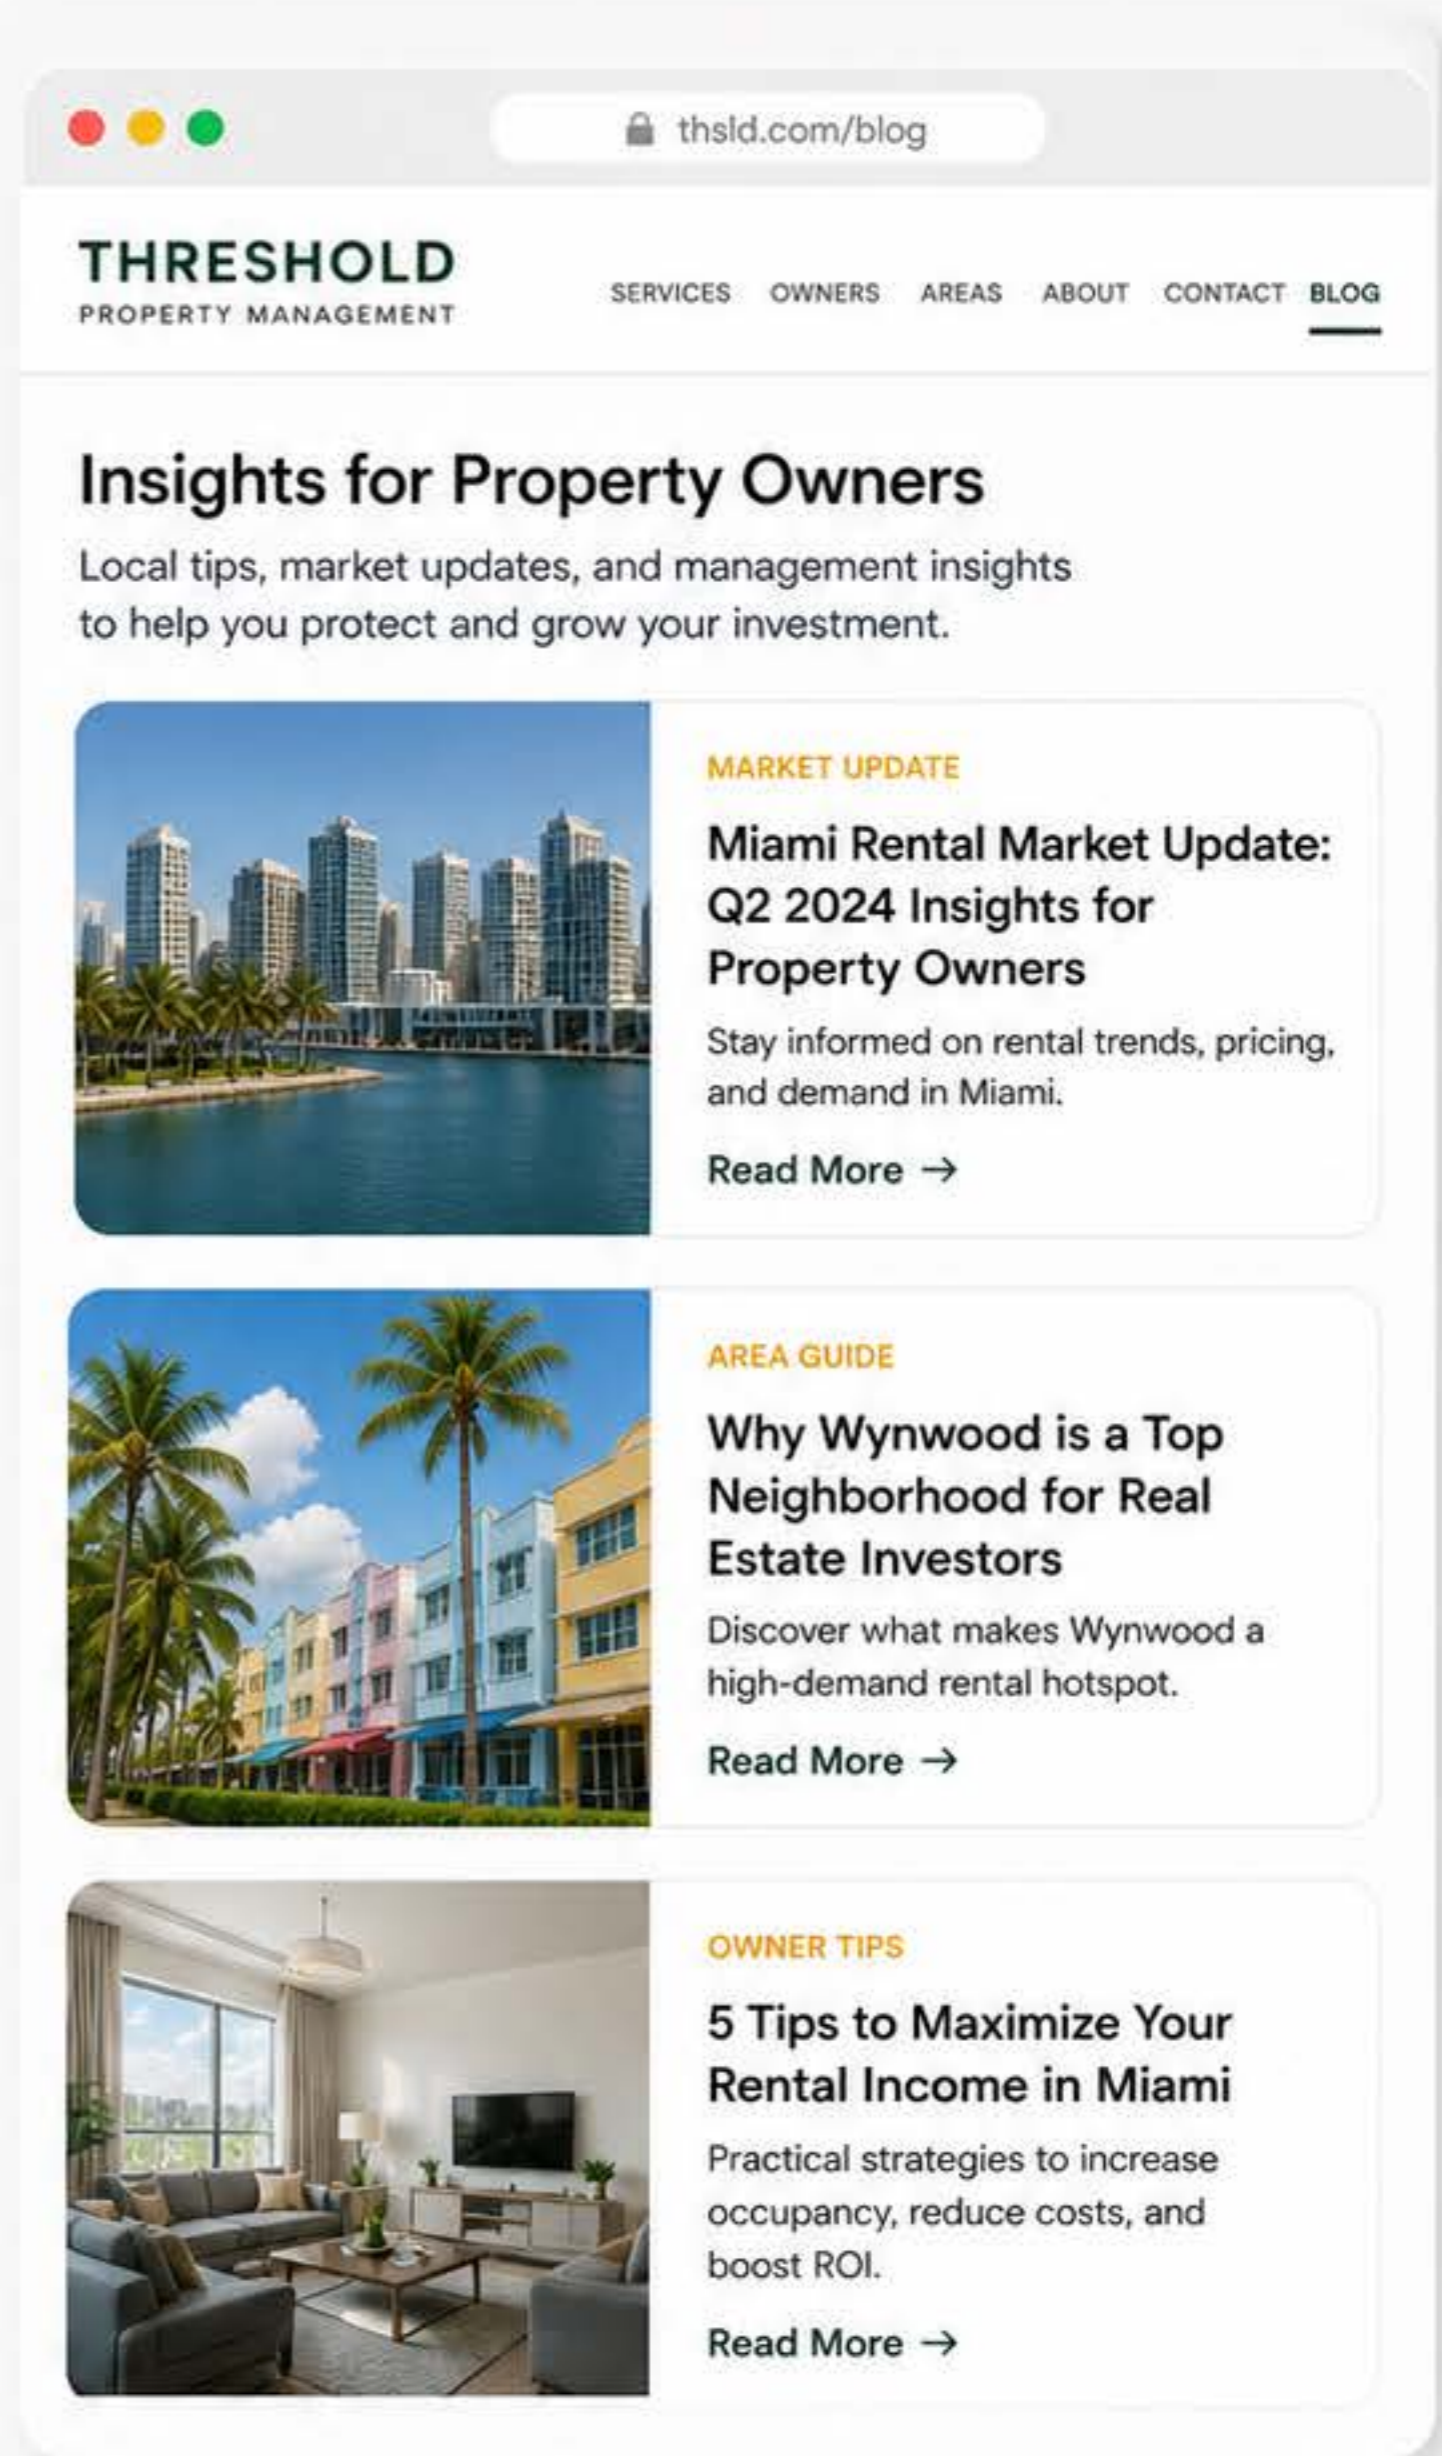 thsld.com/blog
THRESHOLD
PROPERTY MANAGEMENT
SERVICES OWNERS AREAS ABOUT CONTACT BLOG
Insights for Property Owners
Local tips, market updates, and management insights
to help you protect and grow your investment.
MARKET UPDATE
Miami Rental Market Update:
Q2 2024 Insights for
Property Owners
Stay informed on rental trends, pricing,
and demand in Miami.
Read More →
AREA GUIDE
Why Wynwood is a Top
Neighborhood for Real
Estate Investors
Discover what makes Wynwood a
high-demand rental hotspot.
Read More →
OWNER TIPS
5 Tips to Maximize Your
Rental Income in Miami
Practical strategies to increase
occupancy, reduce costs, and
boost ROI.
Read More →